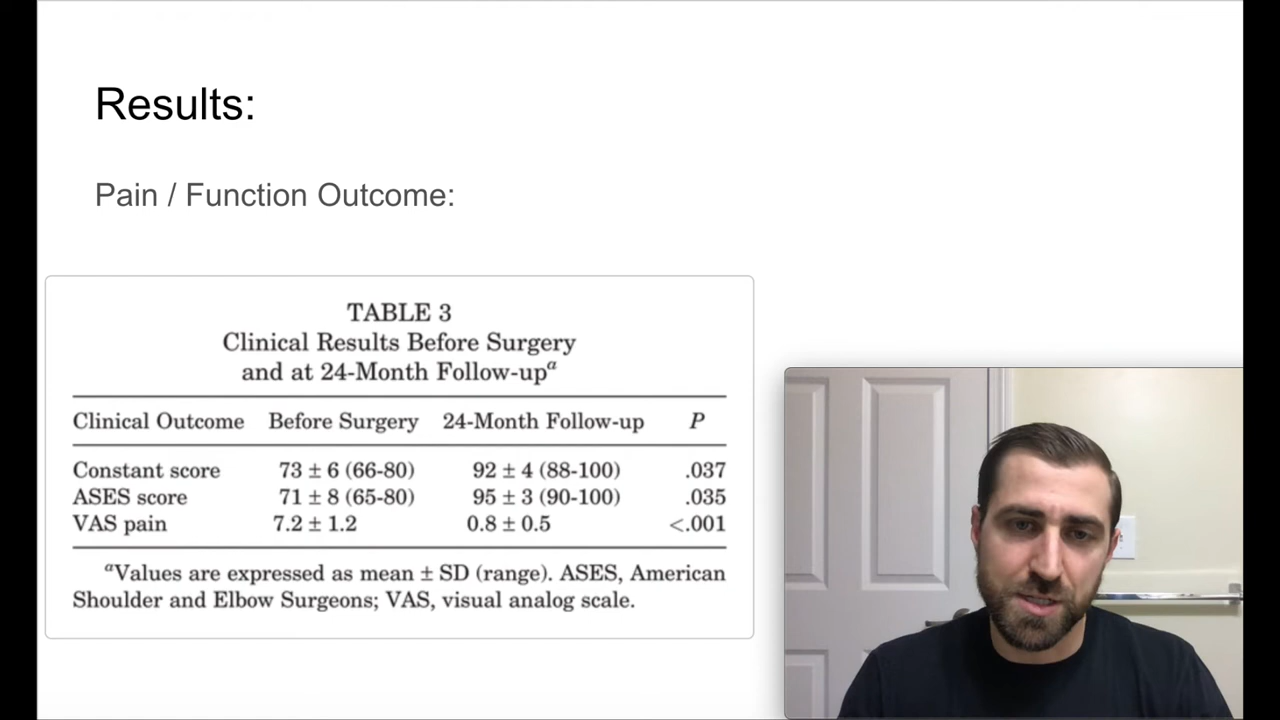 Results:
Pain / Function Outcome:
TABLE 3
Clinical Results Before Surgery
and at 24-Month Follow-upᵃ
Clinical Outcome Before Surgery 24-Month Follow-up P
Constant score 73 ± 6 (66-80) 92 ± 4 (88-100) .037
ASES score 71 ± 8 (65-80) 95 ± 3 (90-100) .035
VAS pain 7.2 ± 1.2 0.8 ± 0.5 <.001
ᵃValues are expressed as mean ± SD (range). ASES, American
Shoulder and Elbow Surgeons; VAS, visual analog scale.